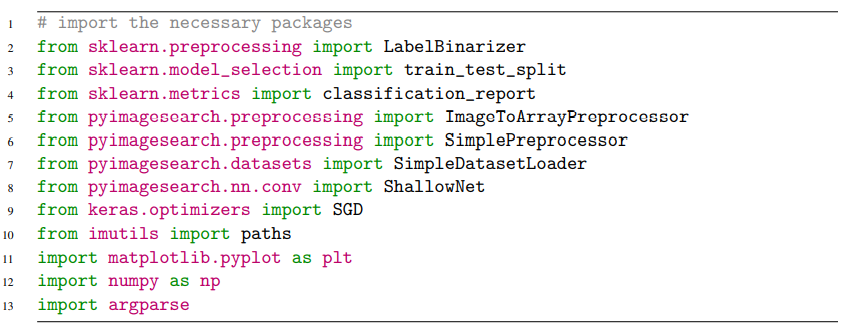 1 # import the necessary packages
2 from sklearn.preprocessing import LabelBinarizer
3 from sklearn.model_selection import train_test_split
4 from sklearn.metrics import classification_report
5 from pyimagesearch.preprocessing import ImageToArrayPreprocessor
6 from pyimagesearch.preprocessing import SimplePreprocessor
7 from pyimagesearch.datasets import SimpleDatasetLoader
8 from pyimagesearch.nn.conv import ShallowNet
9 from keras.optimizers import SGD
10 from imutils import paths
11 import matplotlib.pyplot as plt
12 import numpy as np
13 import argparse